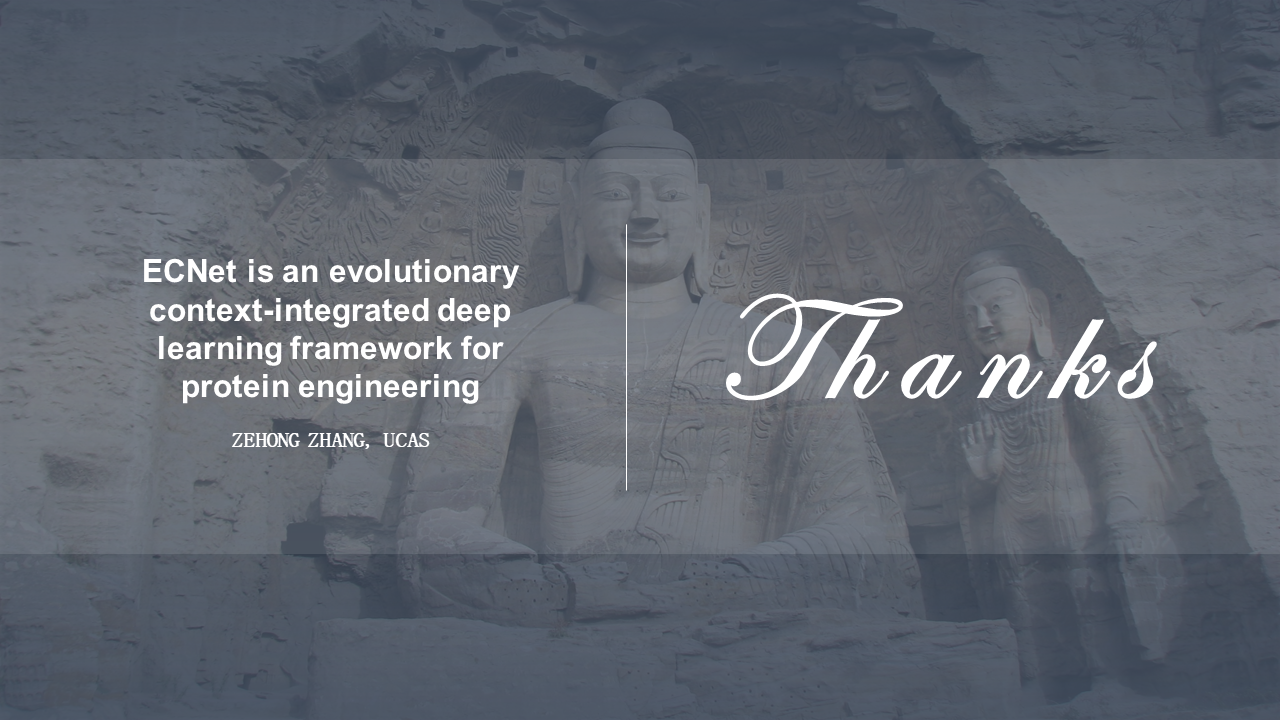 ECNet is an evolutionary
context-integrated deep
learning framework for
protein engineering
ZEHONG ZHANG, UCAS
Thanks